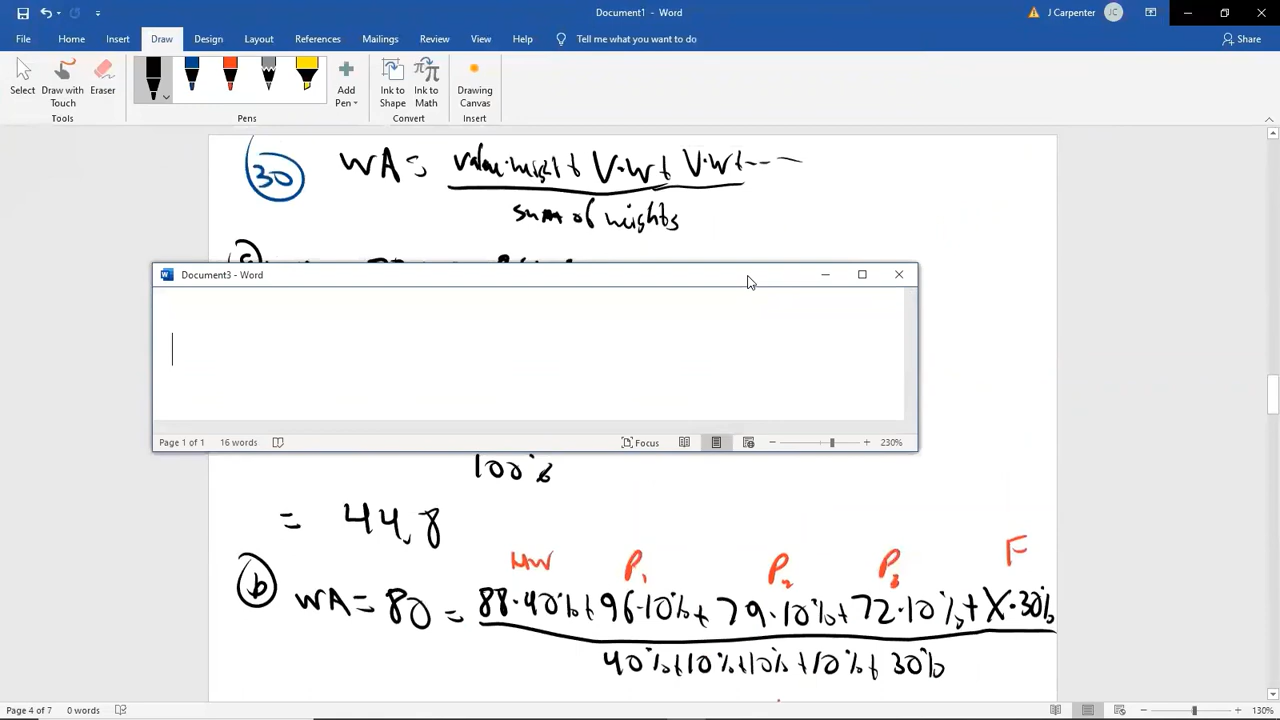 Document1 - Word
J Carpenter
JC
File Home Insert Draw Design Layout References Mailings Review View Help Tell me what you want to do
Share
Select
Draw with Touch
Eraser
Add Pen
Ink to Shape
Ink to Math
Drawing Canvas
Tools
Pens
Convert
Insert
30 WA = value·weight + V·wt + V·wt---
sum of weights
Document3 - Word
Page 1 of 1 16 words
Focus
230%
100%
= 44.8
HW P1 P2 P3 F
b WA = 80 = 88·40% + 96·10% + 79·10% + 72·10% + X·30%
40% + 10% + 10% + 10% + 30%
Page 4 of 7 0 words
130%